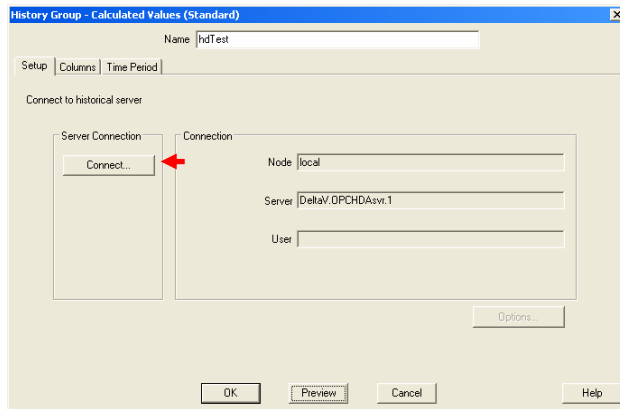 History Group - Calculated Values (Standard)
Name hdTest
Setup Columns Time Period
Connect to historical server
Server Connection Connection
Connect... Node local
Server DeltaV.OPCHDAsvr.1
User
Options...
OK Preview Cancel Help